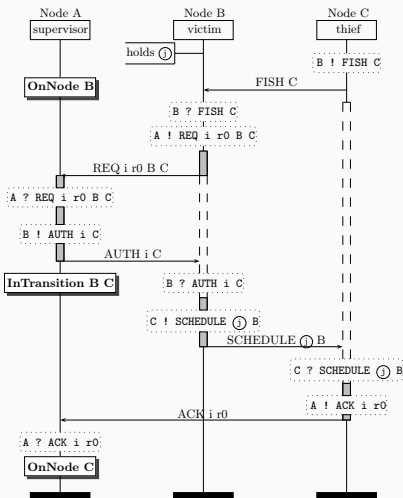 Node A Node B Node C
supervisor victim thief
holds j
B ! FISH C
FISH C
OnNode B
B ? FISH C
A ! REQ i r0 B C
REQ i r0 B C
A ? REQ i r0 B C
B ! AUTH i C
AUTH i C
InTransition B C
B ? AUTH i C
C ! SCHEDULE j B
SCHEDULE j B
C ? SCHEDULE j B
A ! ACK i r0
ACK i r0
A ? ACK i r0
OnNode C